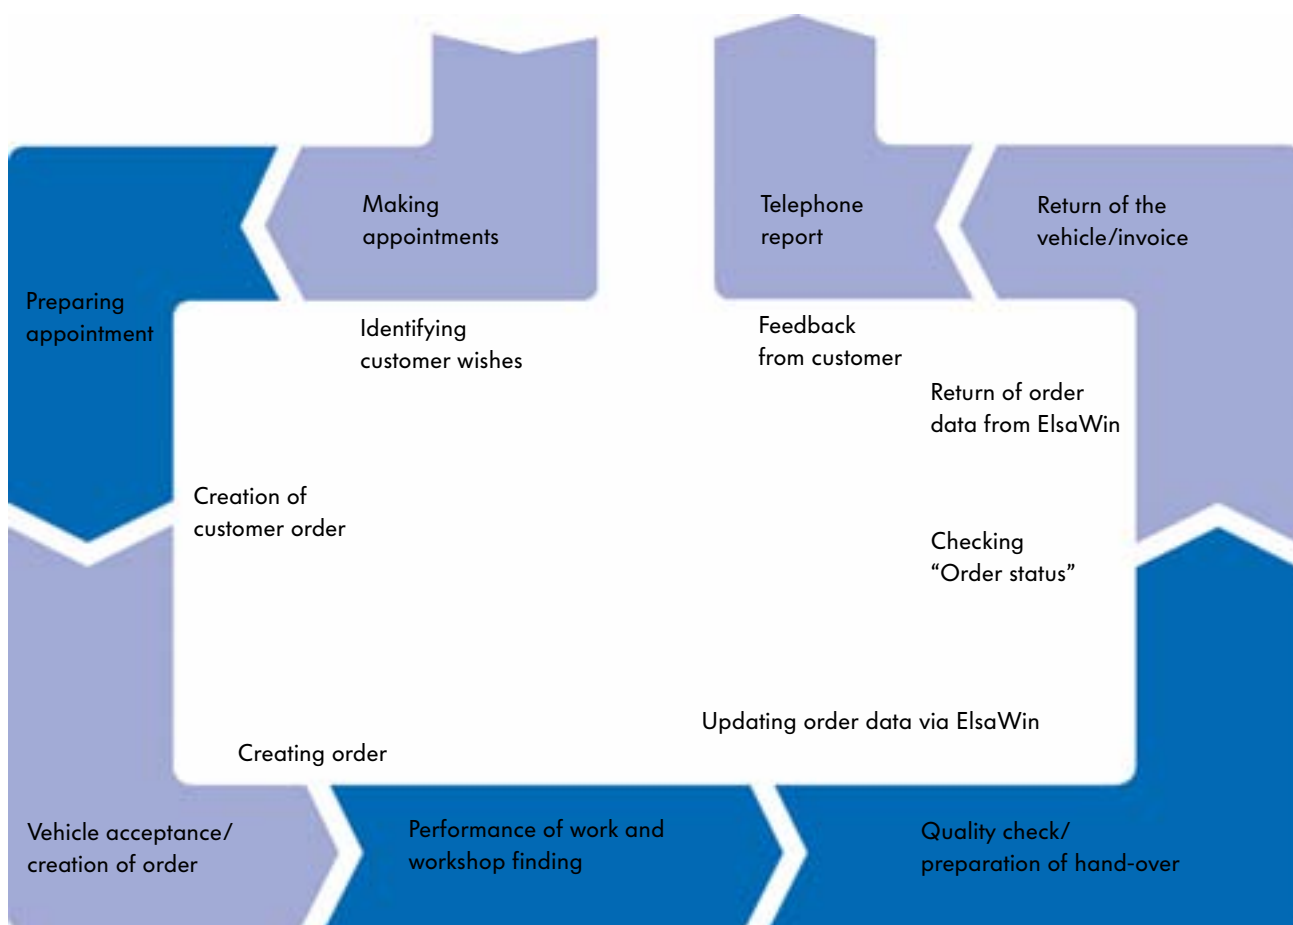 Making
appointments
Telephone
report
Return of the
vehicle/invoice
Preparing
appointment
Identifying
customer wishes
Feedback
from customer
Return of order
data from ElsaWin
Creation of
customer order
Checking
“Order status”
Updating order data via ElsaWin
Creating order
Vehicle acceptance/
creation of order
Performance of work and
workshop finding
Quality check/
preparation of hand-over